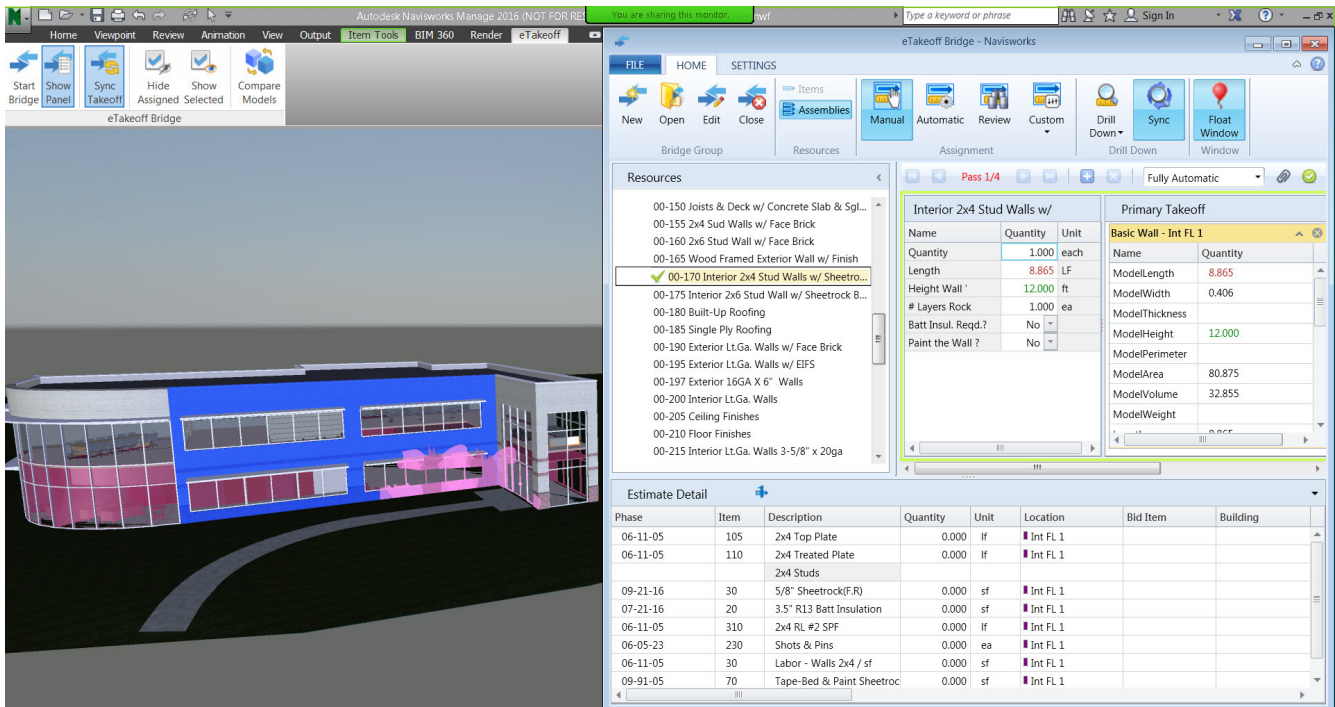 Autodesk Navisworks Manage 2016 (NOT FOR RES
You are sharing this monitor.
nwf
Type a keyword or phrase
Sign In
Home Viewpoint Review Animation View Output Item Tools BIM 360 Render eTakeoff
Start Bridge
Show Panel
Sync Takeoff
Hide Assigned
Show Selected
Compare Models
eTakeoff Bridge
eTakeoff Bridge - Navisworks
FILE HOME SETTINGS
New Open Edit Close
Bridge Group
Items
Assemblies
Resources
Manual Automatic Review Custom
Assignment
Drill Down
Sync
Drill Down
Float Window
Window
Resources
00-150 Joists & Deck w/ Concrete Slab & Sgl...
00-155 2x4 Sud Walls w/ Face Brick
00-160 2x6 Stud Wall w/ Face Brick
00-165 Wood Framed Exterior Wall w/ Finish
00-170 Interior 2x4 Stud Walls w/ Sheetro...
00-175 Interior 2x6 Stud Wall w/ Sheetrock B...
00-180 Built-Up Roofing
00-185 Single Ply Roofing
00-190 Exterior Lt.Ga. Walls w/ Face Brick
00-195 Exterior Lt.Ga. Walls w/ EIFS
00-197 Exterior 16GA X 6" Walls
00-200 Interior Lt.Ga. Walls
00-205 Ceiling Finishes
00-210 Floor Finishes
00-215 Interior Lt.Ga. Walls 3-5/8" x 20ga
Pass 1/4
Fully Automatic
Interior 2x4 Stud Walls w/
Name Quantity Unit
Quantity 1.000 each
Length 8.865 LF
Height Wall ' 12.000 ft
# Layers Rock 1.000 ea
Batt Insul. Reqd.? No
Paint the Wall ? No
Primary Takeoff
Basic Wall - Int FL 1
Name Quantity
ModelLength 8.865
ModelWidth 0.406
ModelThickness
ModelHeight 12.000
ModelPerimeter
ModelArea 80.875
ModelVolume 32.855
ModelWeight
Estimate Detail
Phase Item Description Quantity Unit Location Bid Item Building
06-11-05 105 2x4 Top Plate 0.000 lf Int FL 1
06-11-05 110 2x4 Treated Plate 0.000 lf Int FL 1
2x4 Studs
09-21-16 30 5/8" Sheetrock(F.R) 0.000 sf Int FL 1
07-21-16 20 3.5" R13 Batt Insulation 0.000 sf Int FL 1
06-11-05 310 2x4 RL #2 SPF 0.000 lf Int FL 1
06-05-23 230 Shots & Pins 0.000 ea Int FL 1
06-11-05 30 Labor - Walls 2x4 / sf 0.000 sf Int FL 1
09-91-05 70 Tape-Bed & Paint Sheetroc 0.000 sf Int FL 1